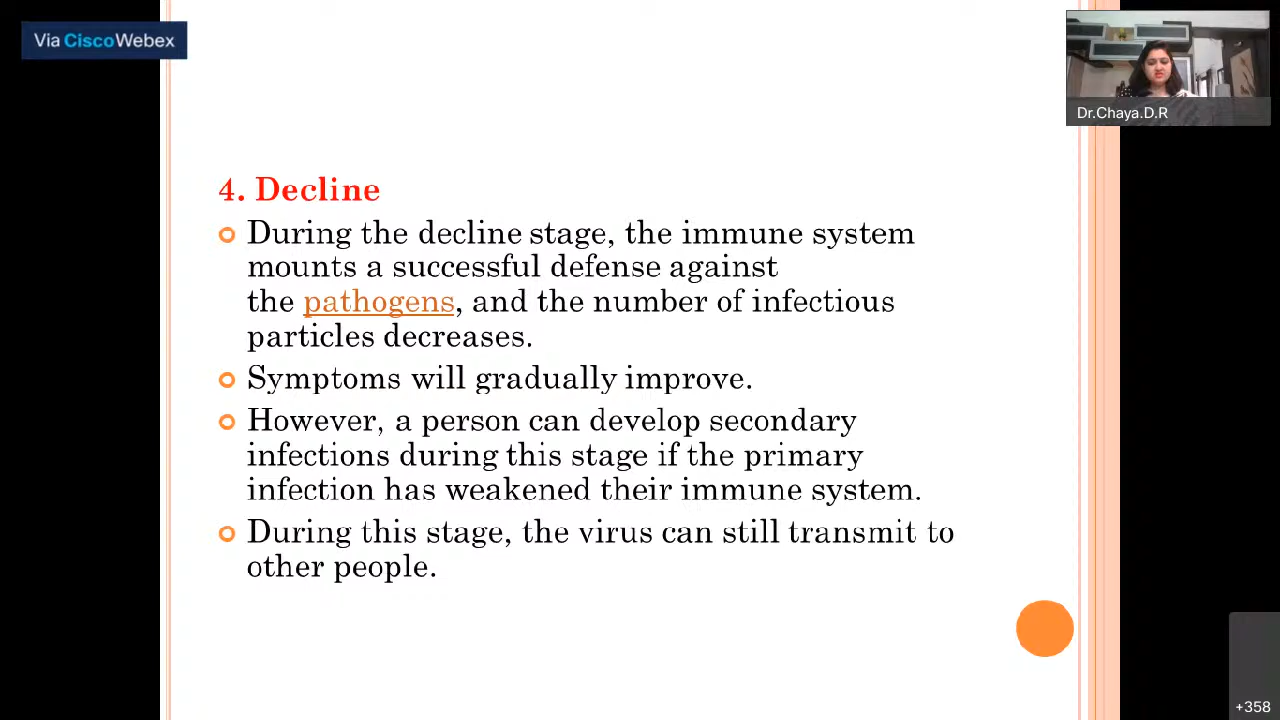 Via CiscoWebex
Dr.Chaya.D.R
4. Decline
During the decline stage, the immune system
mounts a successful defense against
the pathogens, and the number of infectious
particles decreases.
Symptoms will gradually improve.
However, a person can develop secondary
infections during this stage if the primary
infection has weakened their immune system.
During this stage, the virus can still transmit to
other people.
+358